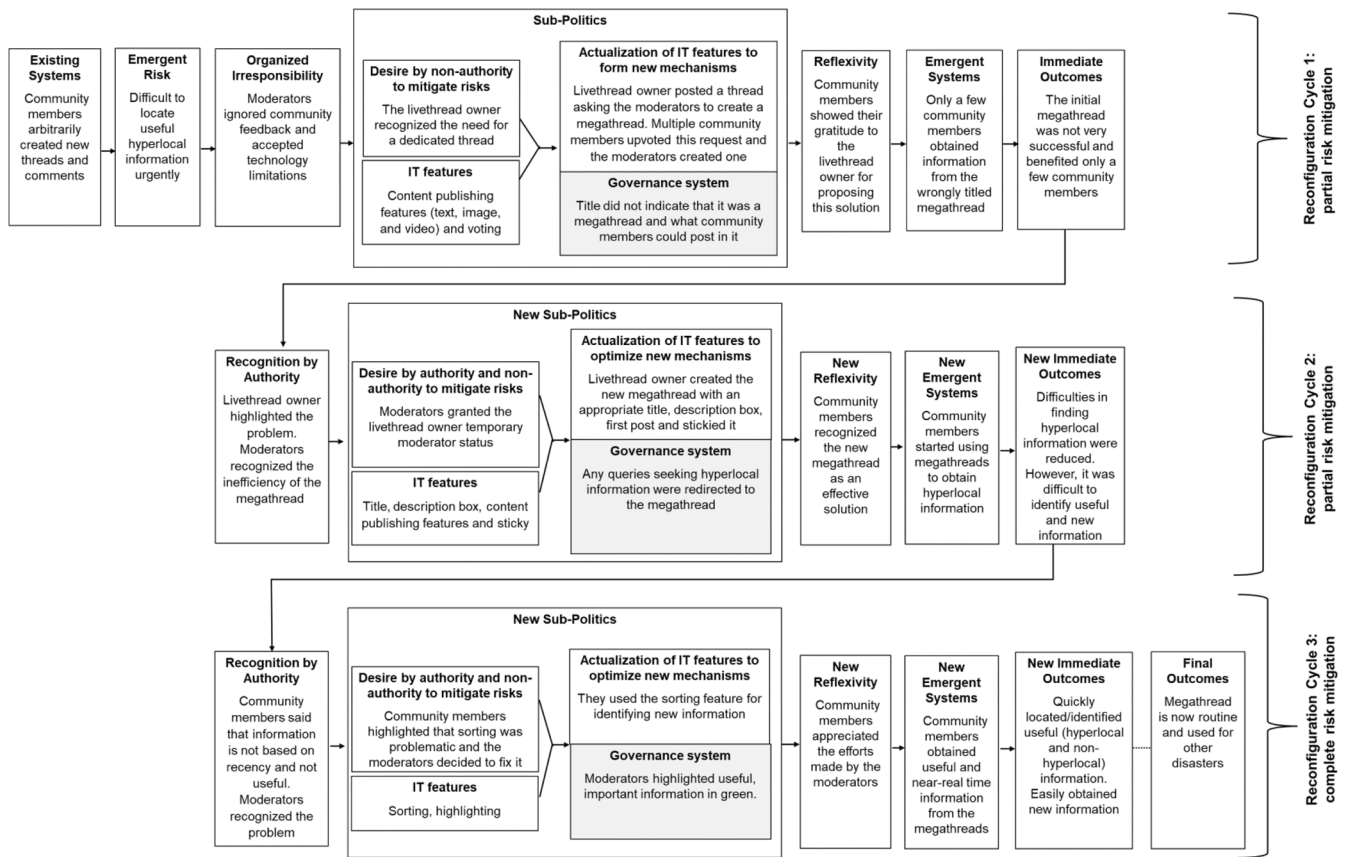 Sub-Politics
Existing
Systems
Community
members
arbitrarily
created new
threads and
comments
Emergent
Risk
Difficult to
locate
useful
hyperlocal
information
urgently
Organized
Irresponsibility
Moderators
ignored community
feedback and
accepted
technology
limitations
Desire by non-authority
to mitigate risks
The livethread owner
recognized the need for
a dedicated thread
IT features
Content publishing
features (text, image,
and video) and voting
Actualization of IT features to
form new mechanisms
Livethread owner posted a thread
asking the moderators to create a
megathread. Multiple community
members upvoted this request and
the moderators created one
Governance system
Title did not indicate that it was a
megathread and what community
members could post in it
Reflexivity
Community
members
showed their
gratitude to
the
livethread
owner for
proposing
this solution
Emergent
Systems
Only a few
community
members
obtained
information
from the
wrongly titled
megathread
Immediate
Outcomes
The initial
megathread
was not very
successful and
benefited only a
few community
members
Reconfiguration Cycle 1:
partial risk mitigation
New Sub-Politics
Recognition by
Authority
Livethread owner
highlighted the
problem.
Moderators
recognized the
inefficiency of the
megathread
Desire by authority and non-
authority to mitigate risks
Moderators granted the
livethread owner temporary
moderator status
IT features
Title, description box, content
publishing features and sticky
Actualization of IT features to
optimize new mechanisms
Livethread owner created the
new megathread with an
appropriate title, description box,
first post and stickied it
Governance system
Any queries seeking hyperlocal
information were redirected to
the megathread
New
Reflexivity
Community
members
recognized
the new
megathread
as an
effective
solution
New
Emergent
Systems
Community
members
started using
megathreads
to obtain
hyperlocal
information
New Immediate
Outcomes
Difficulties in
finding
hyperlocal
information were
reduced.
However, it was
difficult to
identify useful
and new
information
Reconfiguration Cycle 2:
partial risk mitigation
New Sub-Politics
Recognition by
Authority
Community
members said
that information
is not based on
recency and not
useful.
Moderators
recognized the
problem
Desire by authority and non-
authority to mitigate risks
Community members
highlighted that sorting was
problematic and the
moderators decided to fix it
IT features
Sorting, highlighting
Actualization of IT features to
optimize new mechanisms
They used the sorting feature for
identifying new information
Governance system
Moderators highlighted useful,
important information in green.
New
Reflexivity
Community
members
appreciated
the efforts
made by the
moderators
New
Emergent
Systems
Community
members
obtained
useful and
near-real time
information
from the
megathreads
New Immediate
Outcomes
Quickly
located/identified
useful (hyperlocal
and non-
hyperlocal)
information.
Easily obtained
new information
Final
Outcomes
Megathread
is now routine
and used for
other
disasters
Reconfiguration Cycle 3:
complete risk mitigation